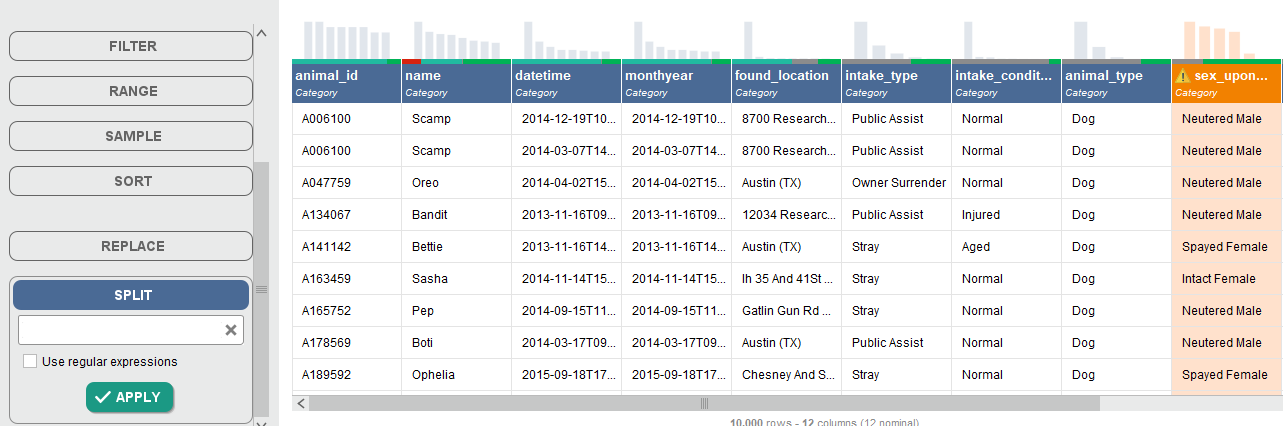 FILTER
RANGE
SAMPLE
SORT
REPLACE
SPLIT
Use regular expressions
APPLY
animal_id name datetime monthyear found_location intake_type intake_condit... animal_type sex_upon...
Category Category Category Category Category Category Category Category Category
A006100 Scamp 2014-12-19T10... 2014-12-19T10... 8700 Research... Public Assist Normal Dog Neutered Male
A006100 Scamp 2014-03-07T14... 2014-03-07T14... 8700 Research... Public Assist Normal Dog Neutered Male
A047759 Oreo 2014-04-02T15... 2014-04-02T15... Austin (TX) Owner Surrender Normal Dog Neutered Male
A134067 Bandit 2013-11-16T09... 2013-11-16T09... 12034 Researc... Public Assist Injured Dog Neutered Male
A141142 Bettie 2013-11-16T14... 2013-11-16T14... Austin (TX) Stray Aged Dog Spayed Female
A163459 Sasha 2014-11-14T15... 2014-11-14T15... Ih 35 And 41St ... Stray Normal Dog Intact Female
A165752 Pep 2014-09-15T11... 2014-09-15T11... Gatlin Gun Rd ... Stray Normal Dog Neutered Male
A178569 Boti 2014-03-17T09... 2014-03-17T09... Austin (TX) Public Assist Normal Dog Neutered Male
A189592 Ophelia 2015-09-18T17... 2015-09-18T17... Chesney And S... Stray Normal Dog Spayed Female
10,000 rows - 12 columns (12 nominal)